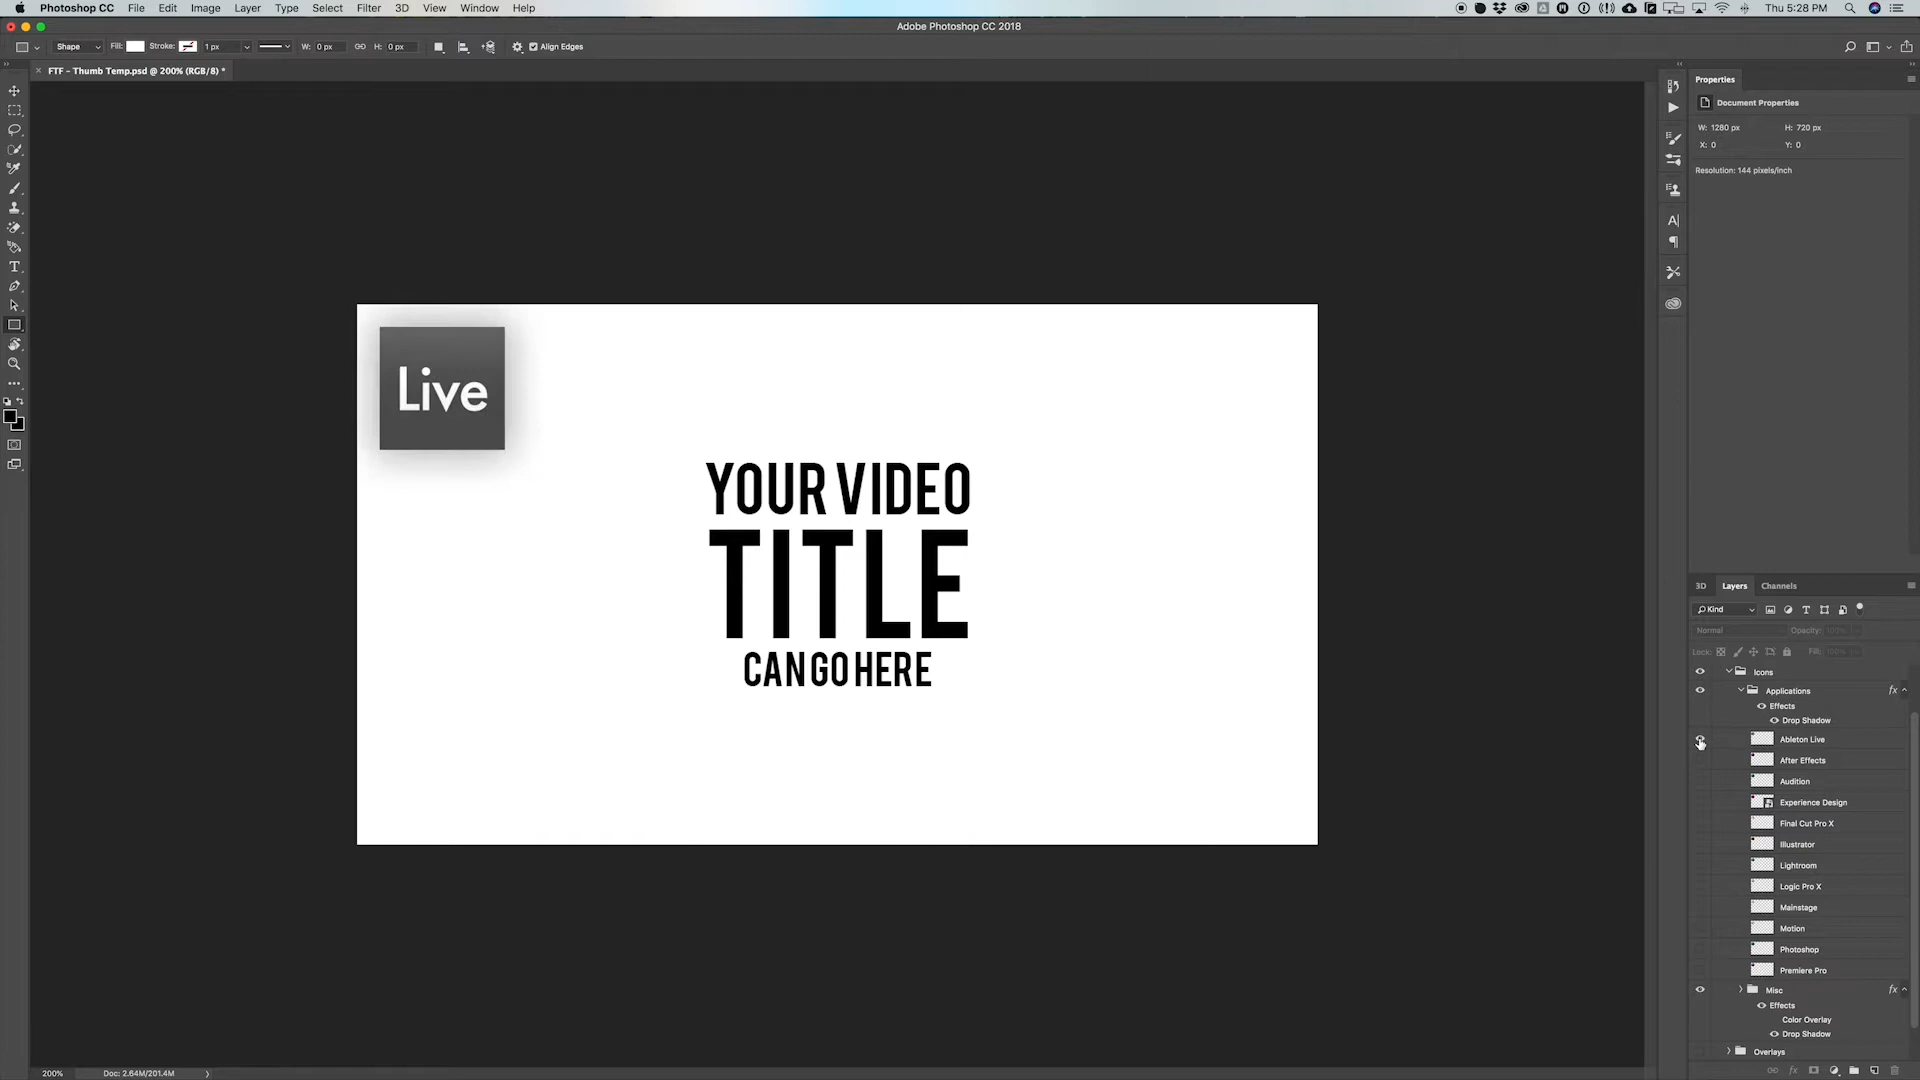 Photoshop CC File Edit Image Layer Type Select Filter 3D View Window Help Thu 5:28 PM
Adobe Photoshop CC 2018
Shape Fill: Stroke: 1 px W: 0 px H: 0 px Align Edges
FTF - Thumb Temp.psd @ 200% (RGB/8) *
Properties
Document Properties
W: 1280 px H: 720 px
X: 0 Y: 0
Resolution: 144 pixels/inch
Live
YOUR VIDEO
TITLE
CAN GO HERE
3D Layers Channels
Kind
Normal Opacity: 100%
Lock: Fill: 100%
Icons
Applications fx
Effects
Drop Shadow
Ableton Live
After Effects
Audition
Experience Design
Final Cut Pro X
Illustrator
Lightroom
Logic Pro X
Mainstage
Motion
Photoshop
Premiere Pro
Misc fx
Effects
Color Overlay
Drop Shadow
Overlays
200% Doc: 2.64M/201.4M